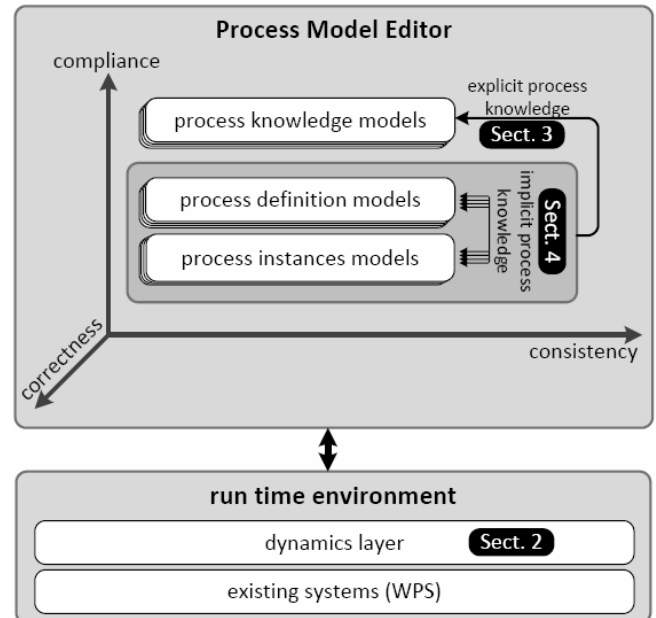 Process Model Editor
compliance
explicit process
knowledge
process knowledge models
Sect. 3
process definition models
implicit process
knowledge
Sect. 4
process instances models
correctness
consistency
run time environment
dynamics layer
Sect. 2
existing systems (WPS)